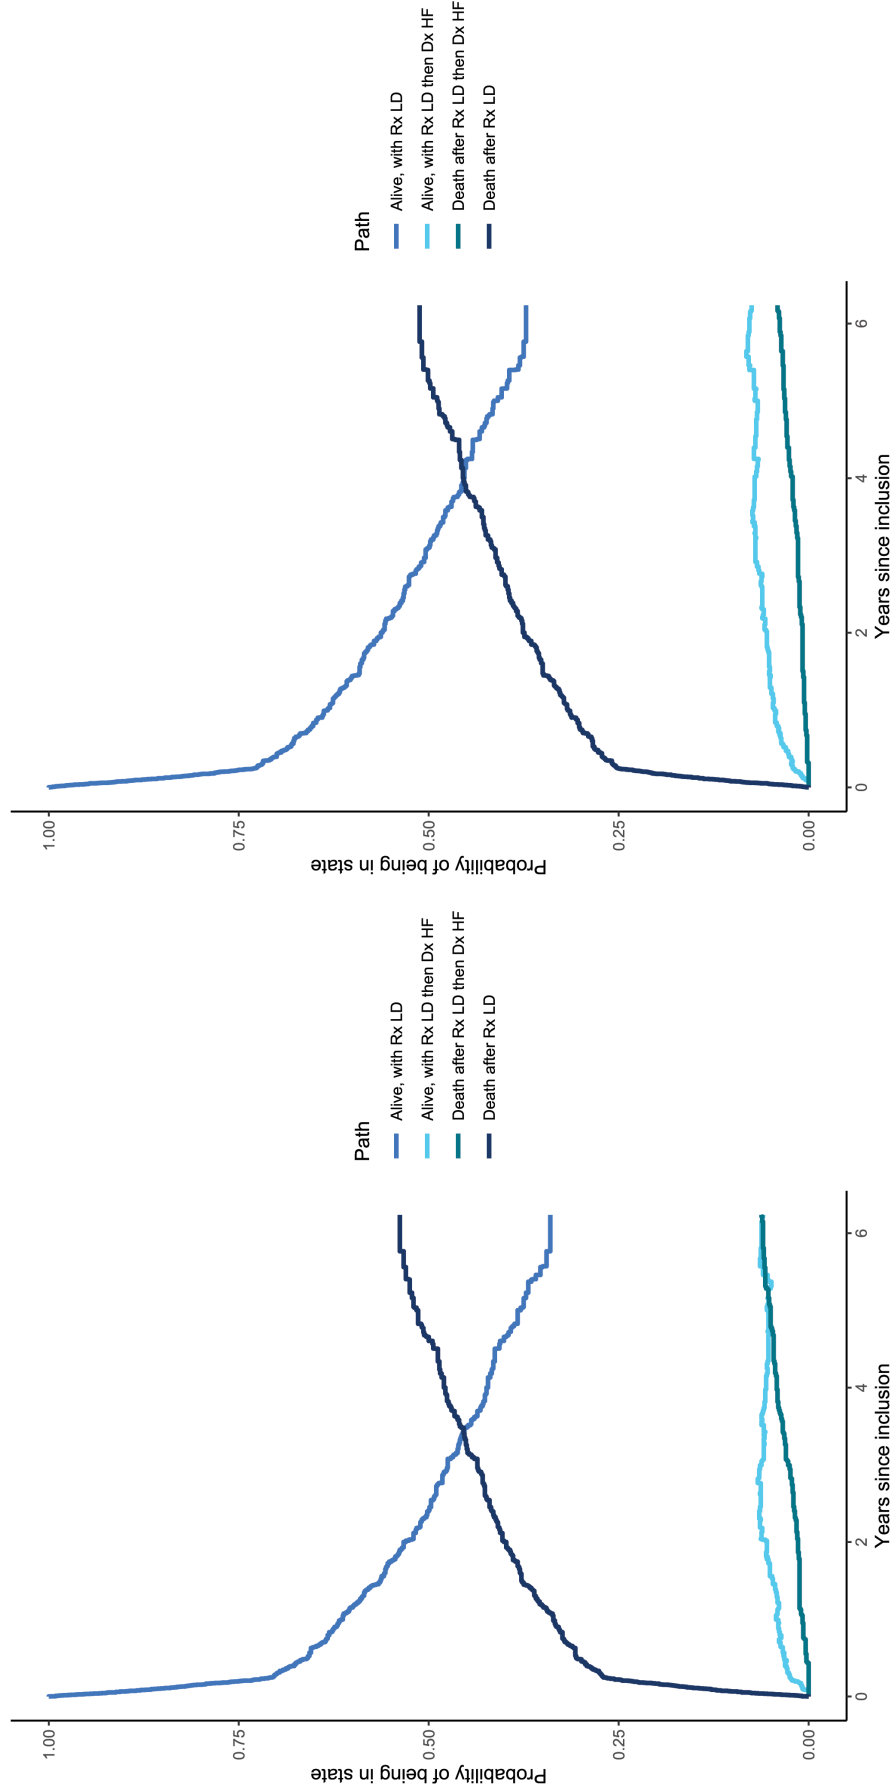 Probability of being in state
1.00
0.75
0.50
0.25
0.00
0
2
4
6
Years since inclusion
Path
Alive, with Rx LD
Alive, with Rx LD then Dx HF
Death after Rx LD then Dx HF
Death after Rx LD
Probability of being in state
1.00
0.75
0.50
0.25
0.00
0
2
4
6
Years since inclusion
Path
Alive, with Rx LD
Alive, with Rx LD then Dx HF
Death after Rx LD then Dx HF
Death after Rx LD